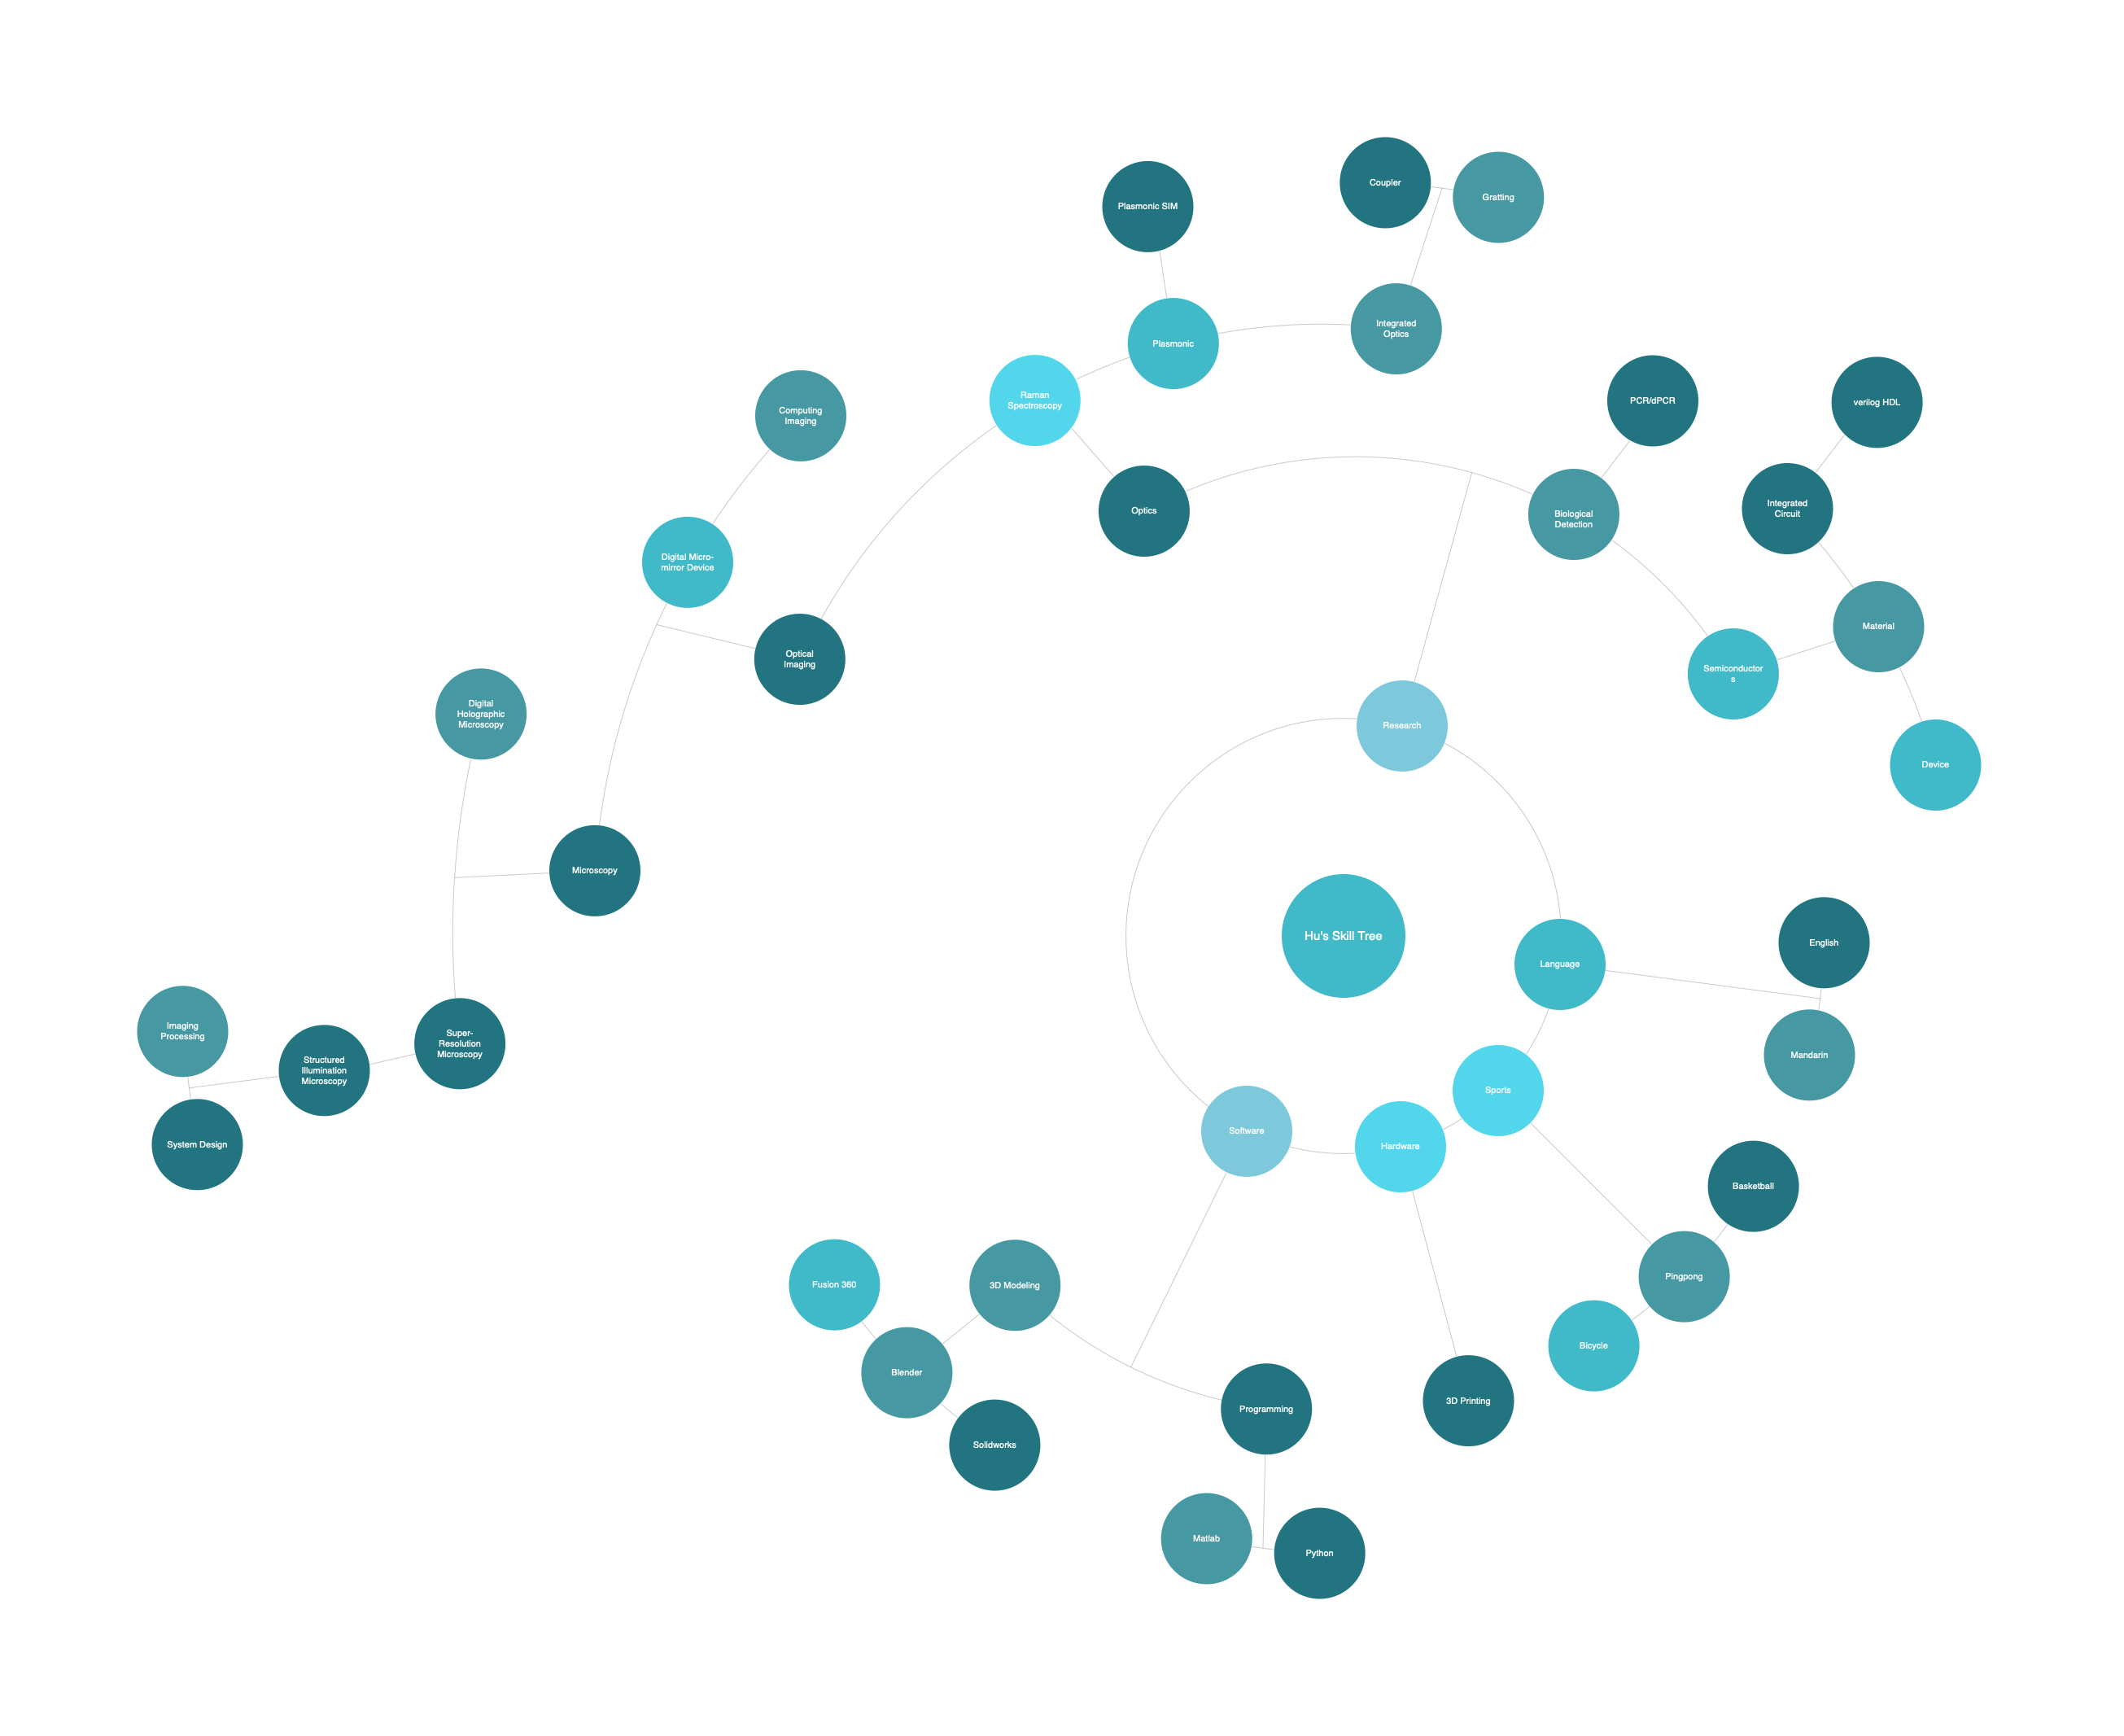 Coupler
Gratting
Plasmonic SIM
Integrated
Optics
Plasmonic
Raman
Spectroscopy
PCR/dPCR
verilog HDL
Computing
Imaging
Optics
Biological
Detection
Integrated
Circuit
Digital Micro-
mirror Device
Material
Optical
Imaging
Semiconductor
s
Digital
Holographic
Microscopy
Research
Device
Microscopy
Hu's Skill Tree
English
Language
Imaging
Processing
Super-
Resolution
Microscopy
Mandarin
Structured
Illumination
Microscopy
Sports
System Design
Software
Hardware
Basketball
Pingpong
Fusion 360
3D Modeling
Bicycle
Blender
3D Printing
Programming
Solidworks
Matlab
Python